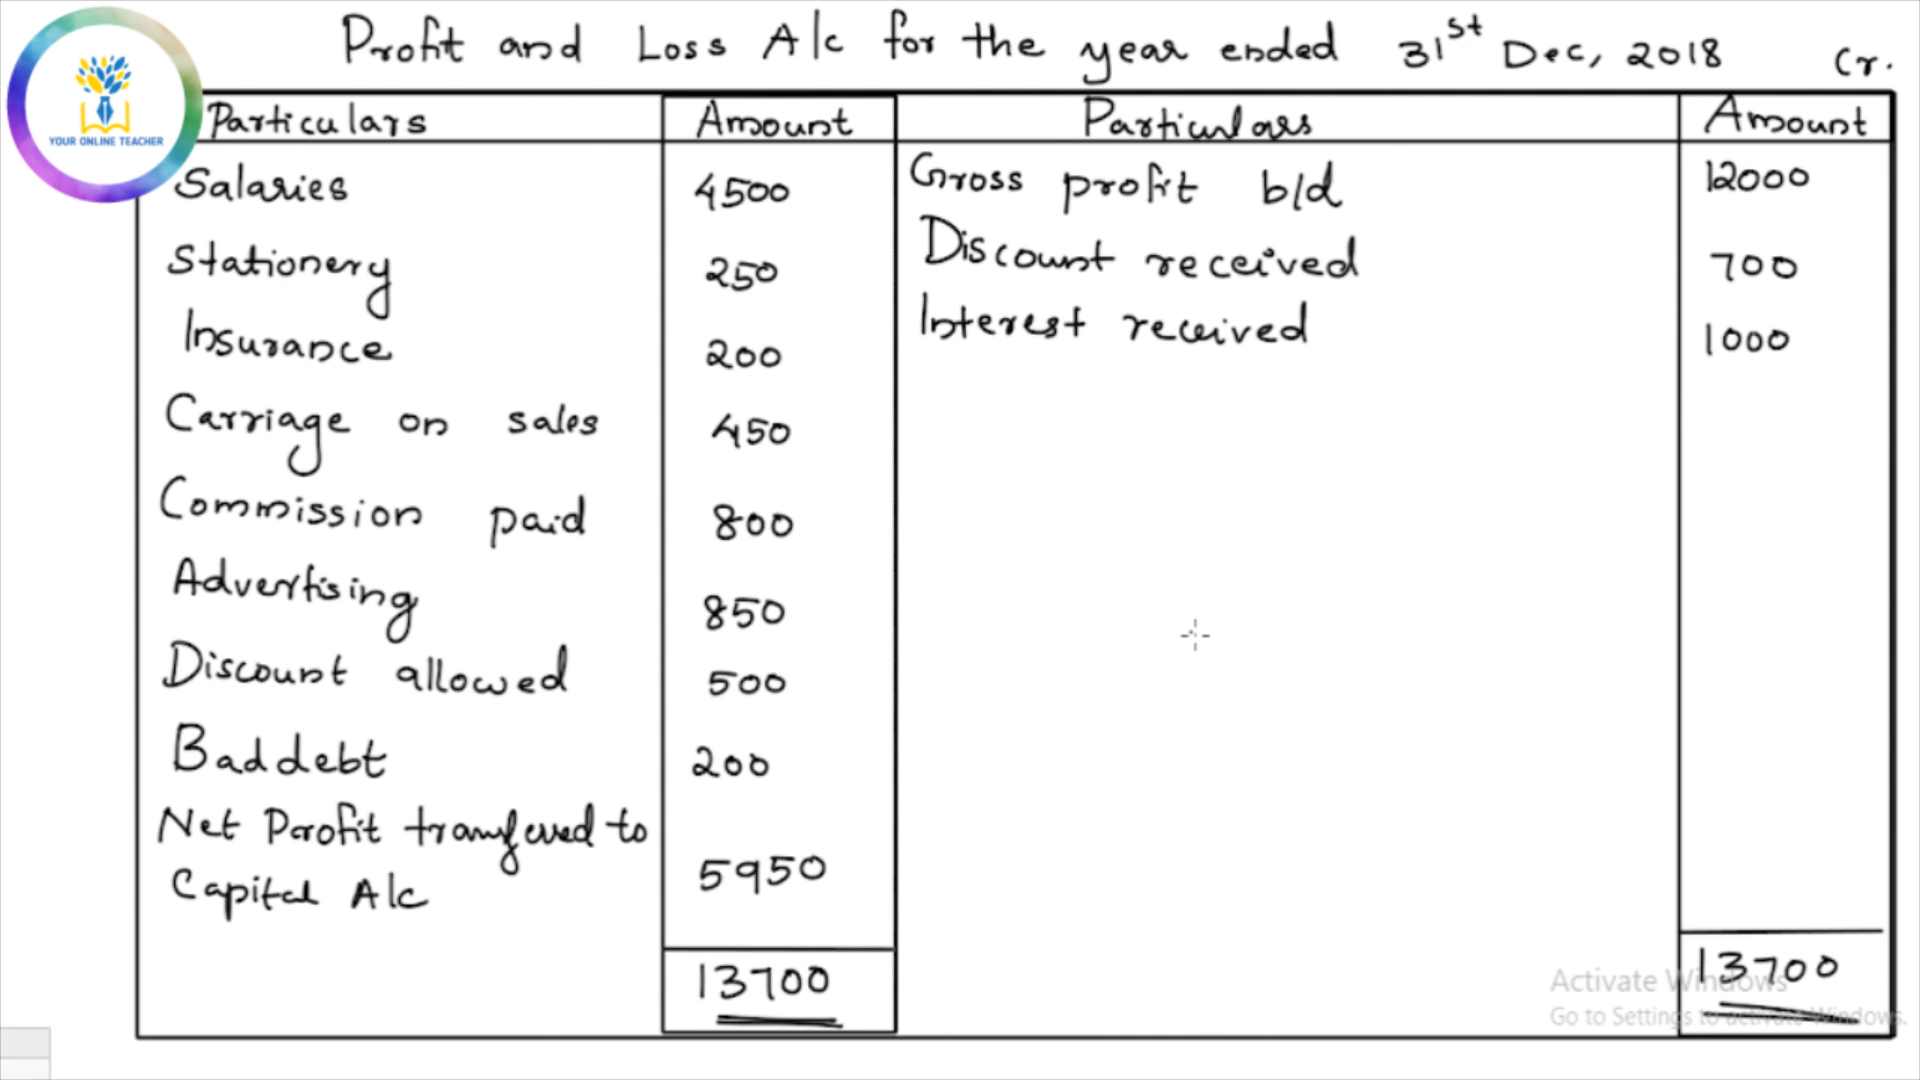 Profit and Loss A/c for the year ended 31st Dec, 2018 Cr.
YOUR ONLINE TEACHER
Particulars Amount Particulars Amount
Salaries 4500 Gross profit b/d 12000
Stationery 250 Discount received 700
Insurance 200 Interest received 1000
Carriage on sales 450
Commission paid 800
Advertising 850
Discount allowed 500
Bad debt 200
Net Profit transferred to
Capital A/c 5950
13700 13700
Activate Windows
Go to Settings to activate Windows.